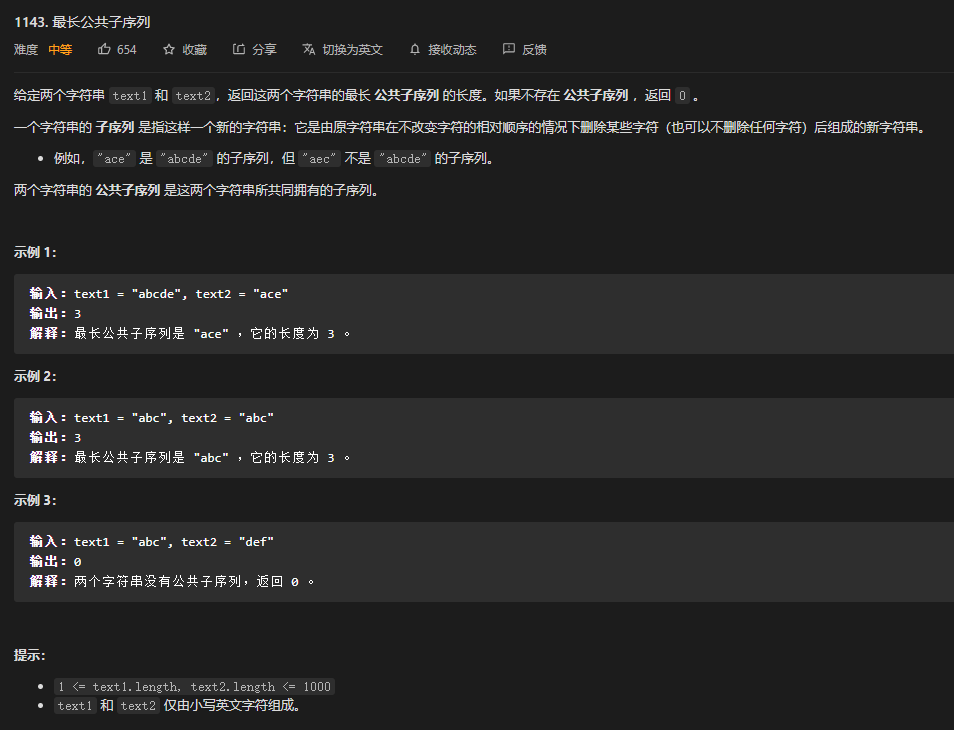 1143. 最长公共子序列
难度 中等 654 收藏 分享 切换为英文 接收动态 反馈
给定两个字符串 text1 和 text2，返回这两个字符串的最长 公共子序列 的长度。如果不存在 公共子序列 ，返回 0 。
一个字符串的 子序列 是指这样一个新的字符串：它是由原字符串在不改变字符的相对顺序的情况下删除某些字符（也可以不删除任何字符）后组成的新字符串。
• 例如，"ace" 是 "abcde" 的子序列，但 "aec" 不是 "abcde" 的子序列。
两个字符串的 公共子序列 是这两个字符串所共同拥有的子序列。
示例 1：
输入：text1 = "abcde", text2 = "ace"
输出：3
解释：最长公共子序列是 "ace" ，它的长度为 3 。
示例 2：
输入：text1 = "abc", text2 = "abc"
输出：3
解释：最长公共子序列是 "abc" ，它的长度为 3 。
示例 3：
输入：text1 = "abc", text2 = "def"
输出：0
解释：两个字符串没有公共子序列，返回 0 。
提示：
• 1 <= text1.length, text2.length <= 1000
• text1 和 text2 仅由小写英文字符组成。